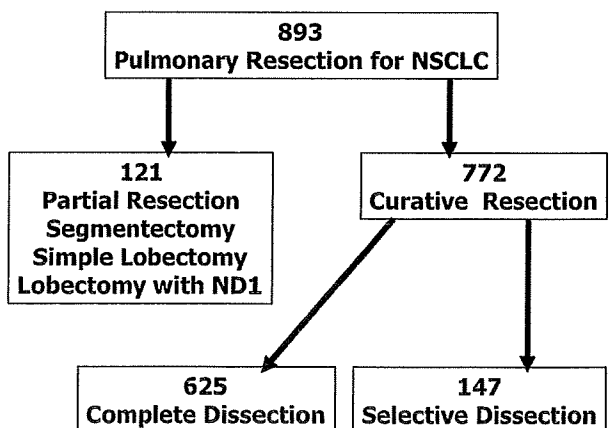 893
Pulmonary Resection for NSCLC
121
Partial Resection
Segmentectomy
Simple Lobectomy
Lobectomy with ND1
772
Curative Resection
625
Complete Dissection
147
Selective Dissection